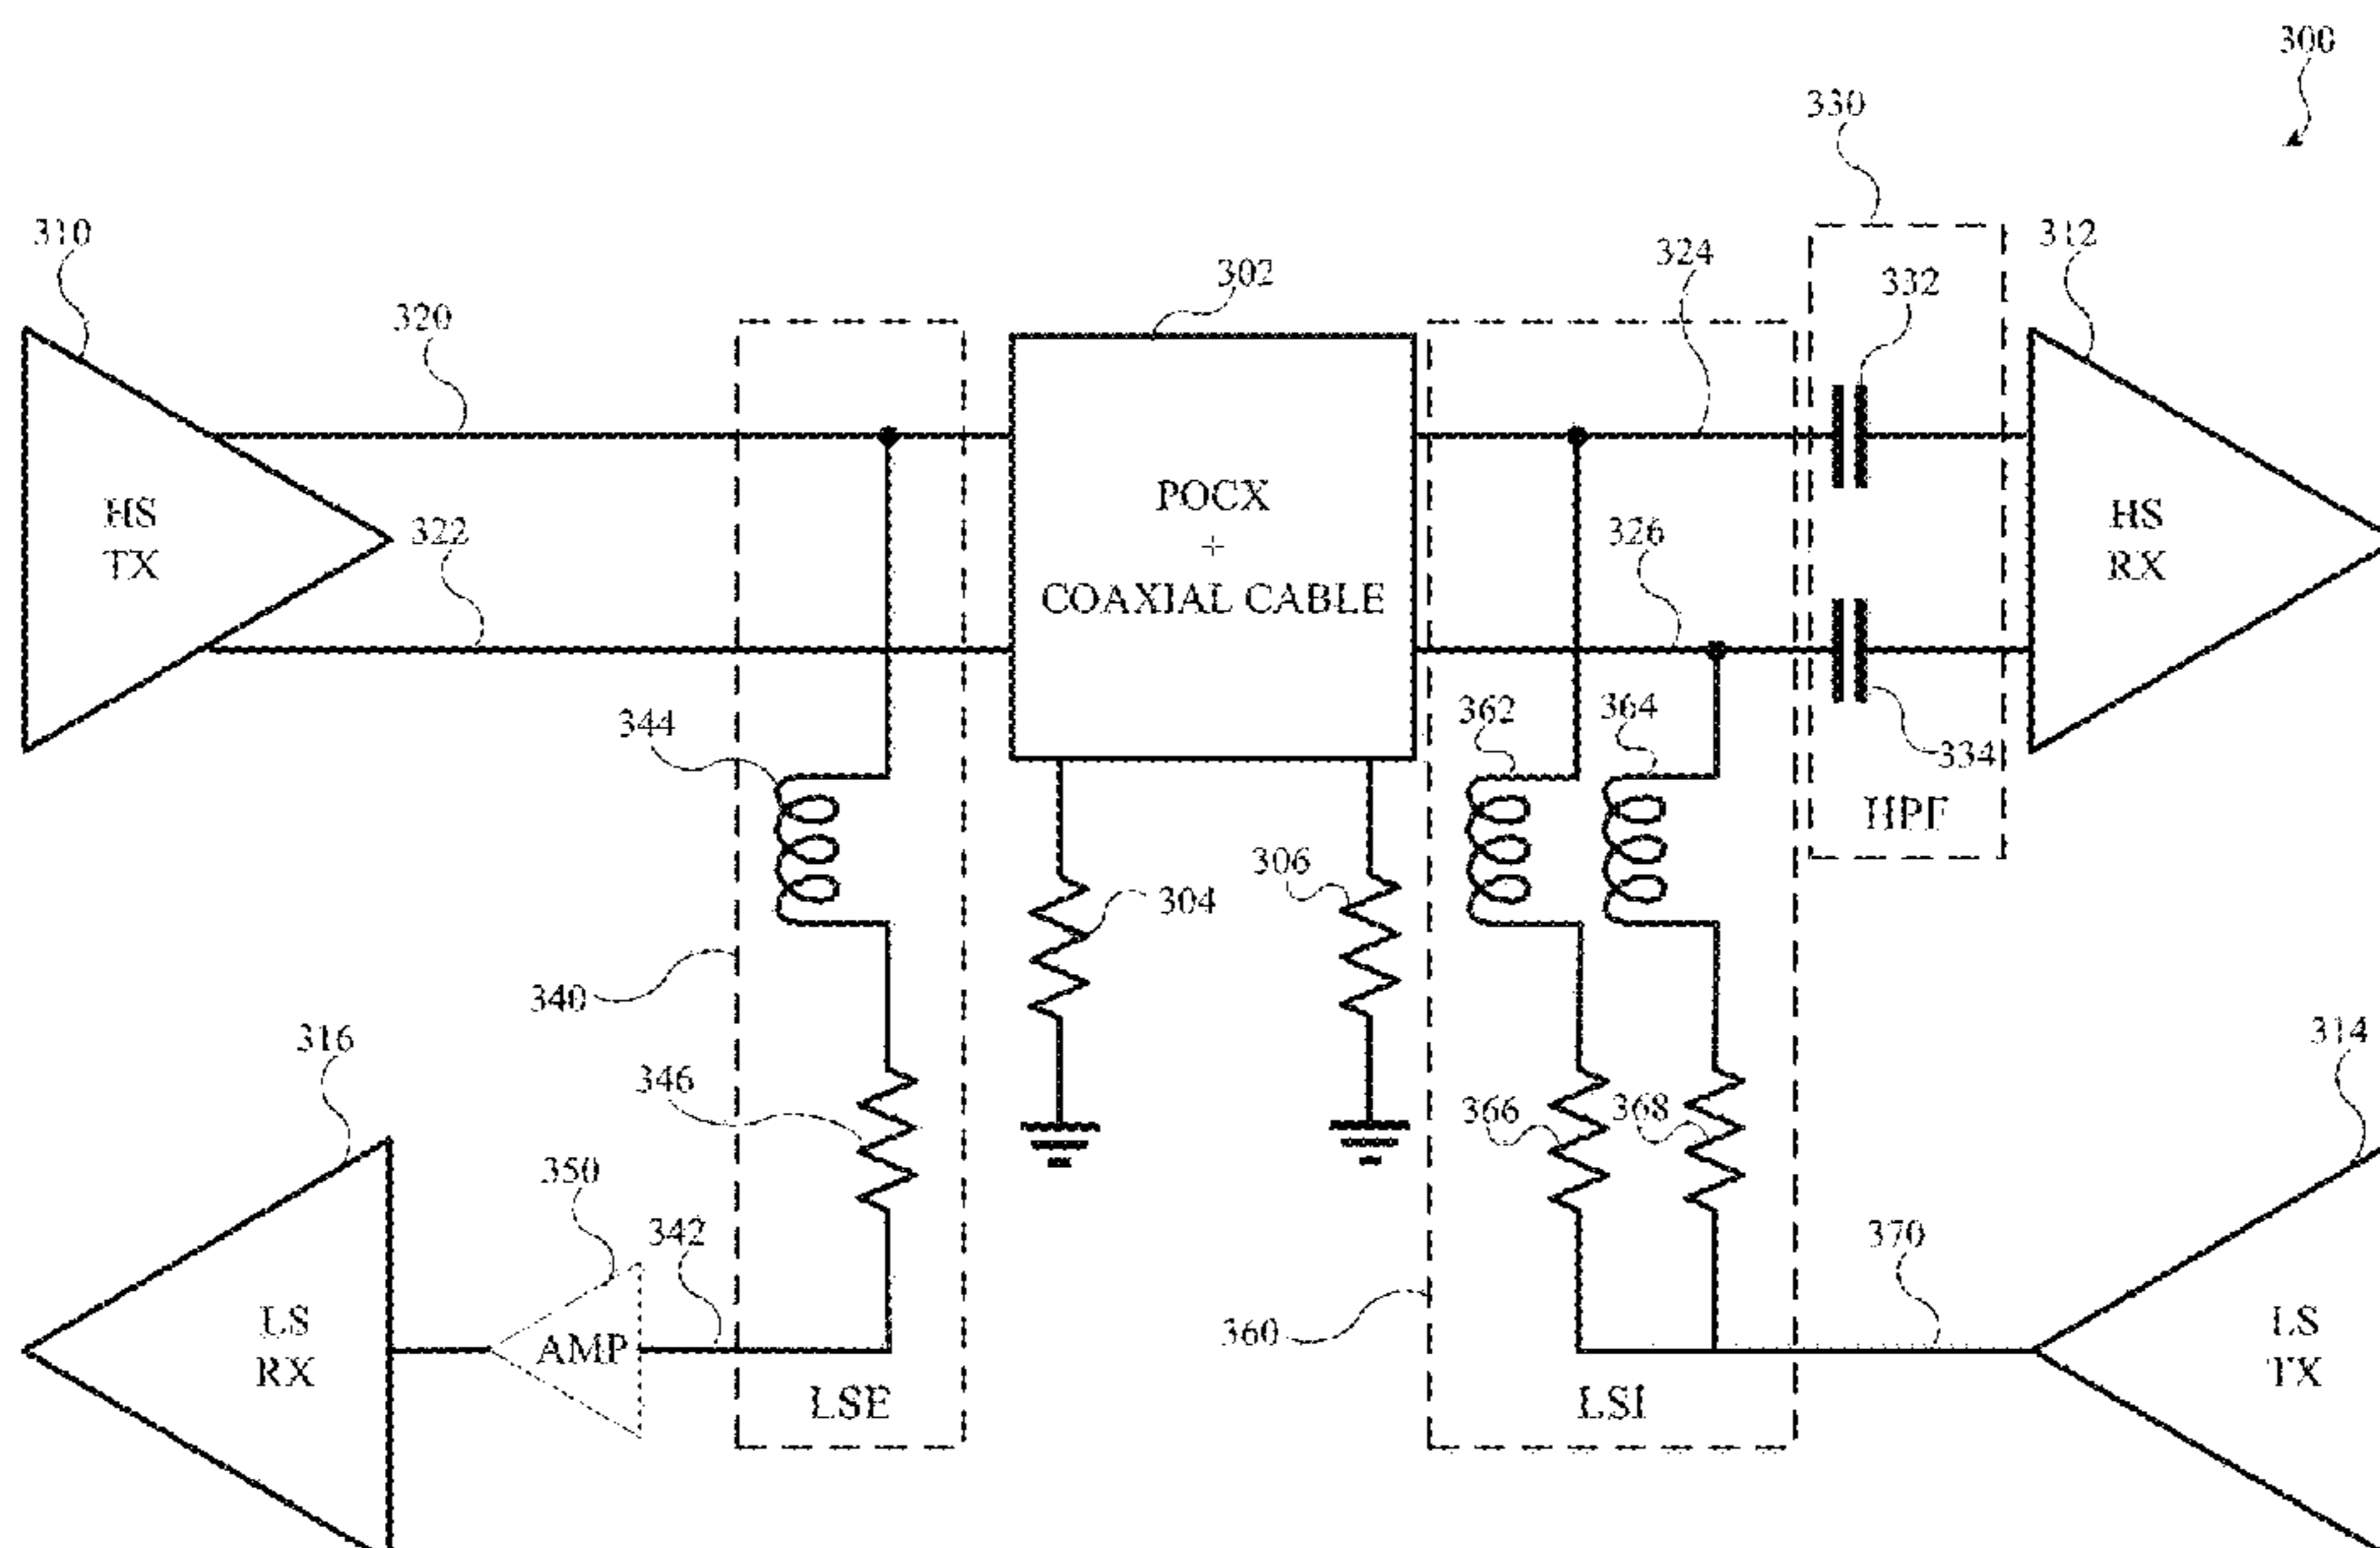 300
330
310
312
324
302
332
320
POCX
+
COAXIAL CABLE
HS
TX
HS
RX
322
326
344
362
364
334
HPF
306
304
340
316
314
346
366
368
350
342
370
LS
RX
AMP
360
LS
TX
LSE
LSI